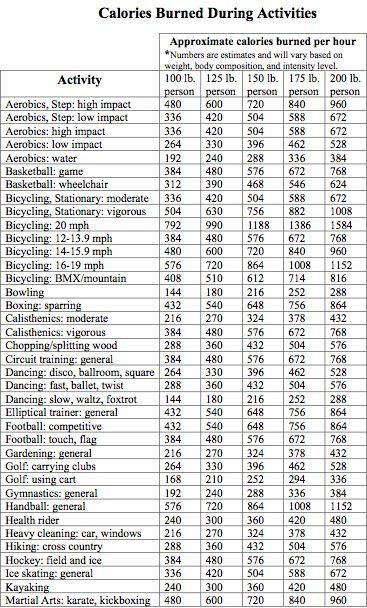 Calories Burned During Activities
Approximate calories burned per hour
*Numbers are estimates and will vary based on
weight, body composition, and intensity level.
Activity 100 lb. person 125 lb. person 150 lb. person 175 lb. person 200 lb. person
Aerobics, Step: high impact 480 600 720 840 960
Aerobics, Step: low impact 336 420 504 588 672
Aerobics: high impact 336 420 504 588 672
Aerobics: low impact 264 330 396 462 528
Aerobics: water 192 240 288 336 384
Basketball: game 384 480 576 672 768
Basketball: wheelchair 312 390 468 546 624
Bicycling, Stationary: moderate 336 420 504 588 672
Bicycling, Stationary: vigorous 504 630 756 882 1008
Bicycling: 20 mph 792 990 1188 1386 1584
Bicycling: 12-13.9 mph 384 480 576 672 768
Bicycling: 14-15.9 mph 480 600 720 840 960
Bicycling: 16-19 mph 576 720 864 1008 1152
Bicycling: BMX/mountain 408 510 612 714 816
Bowling 144 180 216 252 288
Boxing: sparring 432 540 648 756 864
Calisthenics: moderate 216 270 324 378 432
Calisthenics: vigorous 384 480 576 672 768
Chopping/splitting wood 288 360 432 504 576
Circuit training: general 384 480 576 672 768
Dancing: disco, ballroom, square 264 330 396 462 528
Dancing: fast, ballet, twist 288 360 432 504 576
Dancing: slow, waltz, foxtrot 144 180 216 252 288
Elliptical trainer: general 432 540 648 756 864
Football: competitive 432 540 648 756 864
Football: touch, flag 384 480 576 672 768
Gardening: general 216 270 324 378 432
Golf: carrying clubs 264 330 396 462 528
Golf: using cart 168 210 252 294 336
Gymnastics: general 192 240 288 336 384
Handball: general 576 720 864 1008 1152
Health rider 240 300 360 420 480
Heavy cleaning: car, windows 216 270 324 378 432
Hiking: cross country 288 360 432 504 576
Hockey: field and ice 384 480 576 672 768
Ice skating: general 336 420 504 588 672
Kayaking 240 300 360 420 480
Martial Arts: karate, kickboxing 480 600 720 840 960